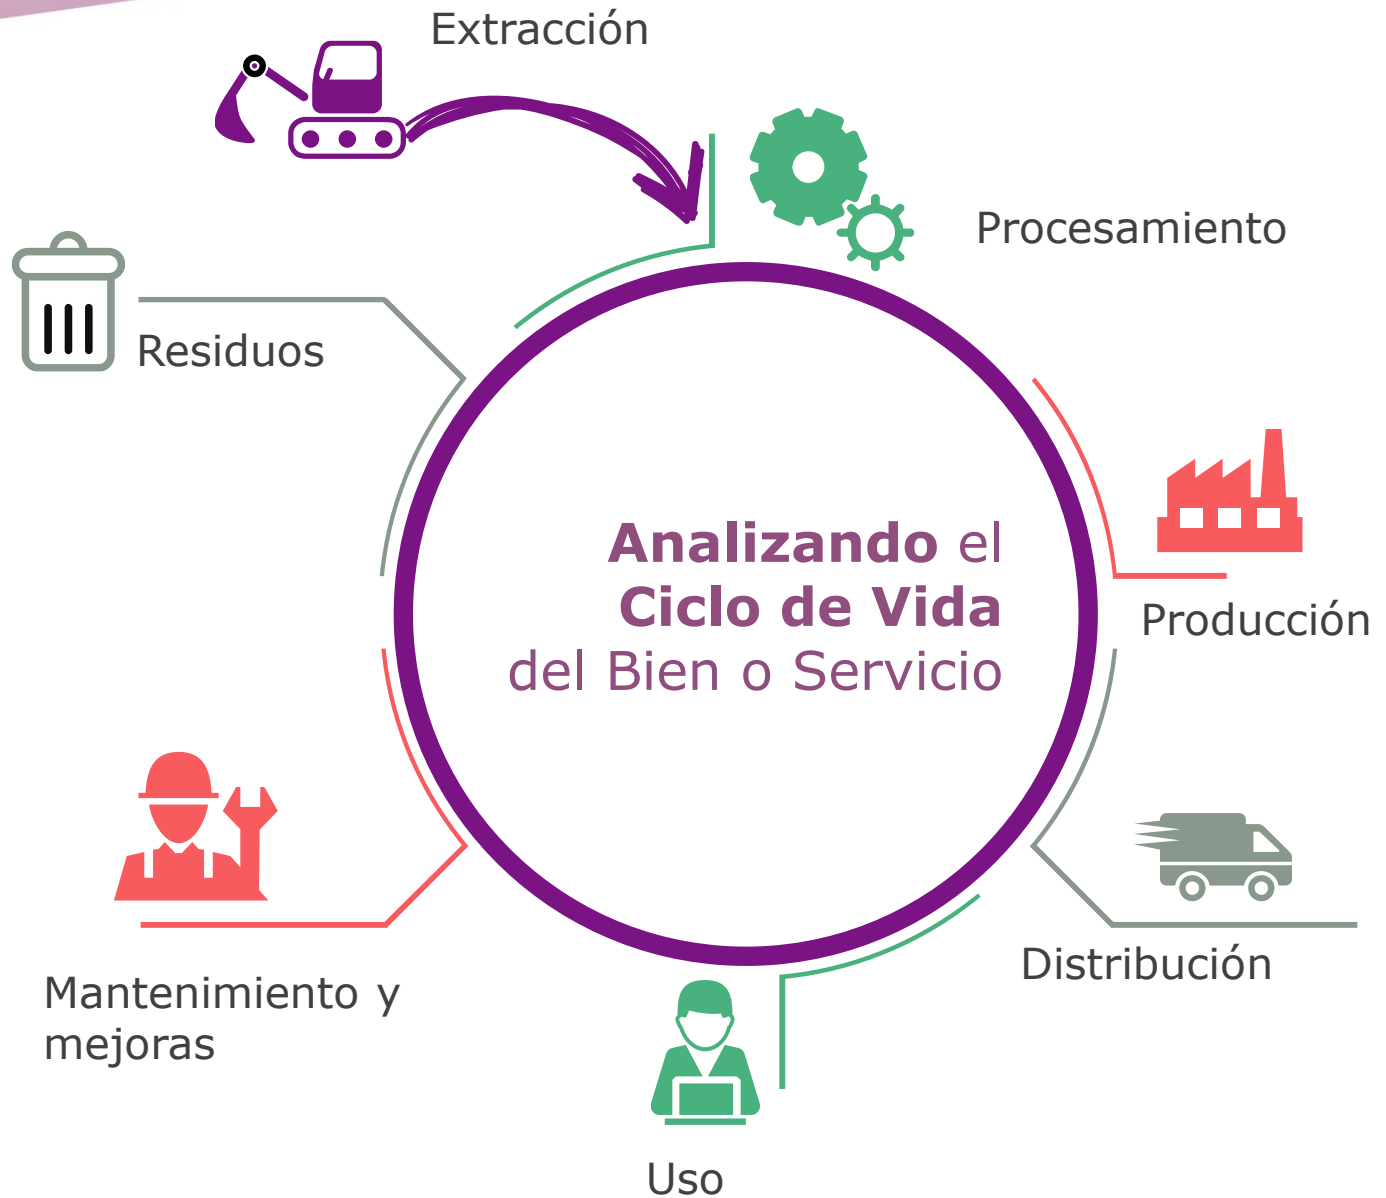 Extracción
Procesamiento
Residuos
Analizando el
Ciclo de Vida
del Bien o Servicio
Producción
Distribución
Mantenimiento y
mejoras
Uso